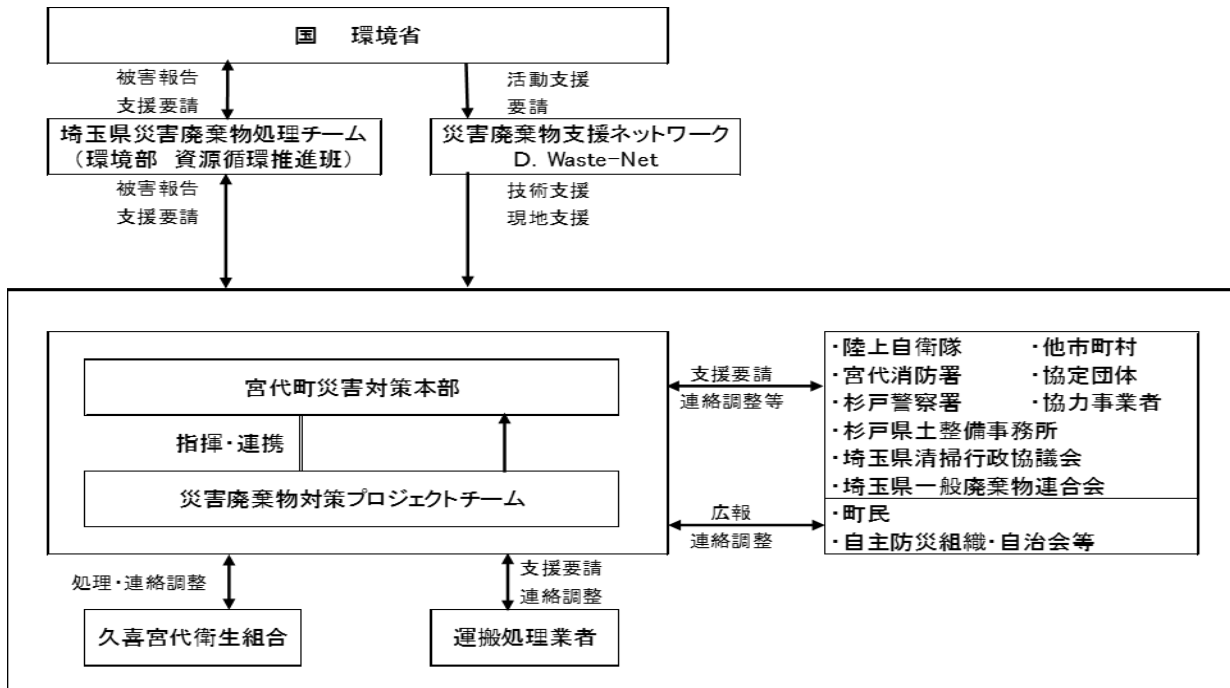 国 環境省
被害報告
支援要請
活動支援
要請
埼玉県災害廃棄物処理チーム
（環境部 資源循環推進班）
災害廃棄物支援ネットワーク
D. Waste-Net
被害報告
支援要請
技術支援
現地支援
宮代町災害対策本部
指揮・連携
災害廃棄物対策プロジェクトチーム
支援要請
連絡調整等
・陸上自衛隊 ・他市町村
・宮代消防署 ・協定団体
・杉戸警察署 ・協力事業者
・杉戸県土整備事務所
・埼玉県清掃行政協議会
・埼玉県一般廃棄物連合会
広報
連絡調整
・町民
・自主防災組織・自治会等
処理・連絡調整
支援要請
連絡調整
久喜宮代衛生組合
運搬処理業者